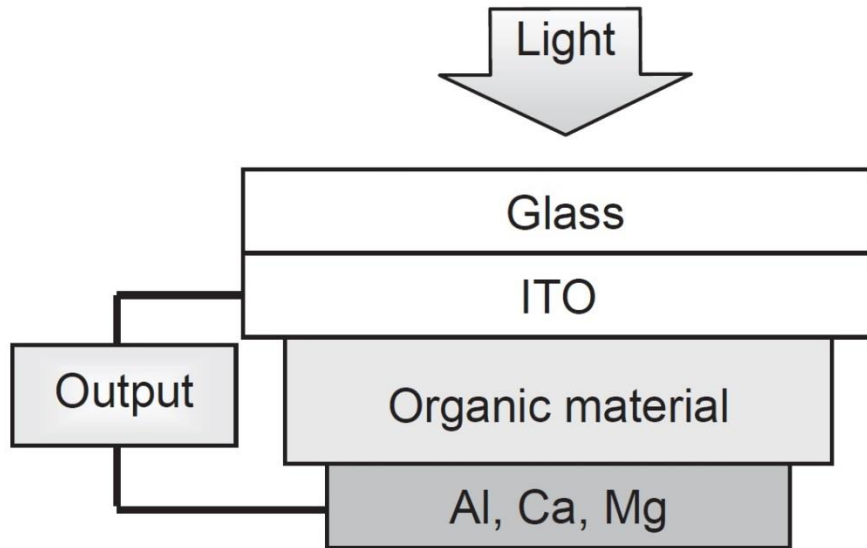 Light
Glass
ITO
Output
Organic material
Al, Ca, Mg